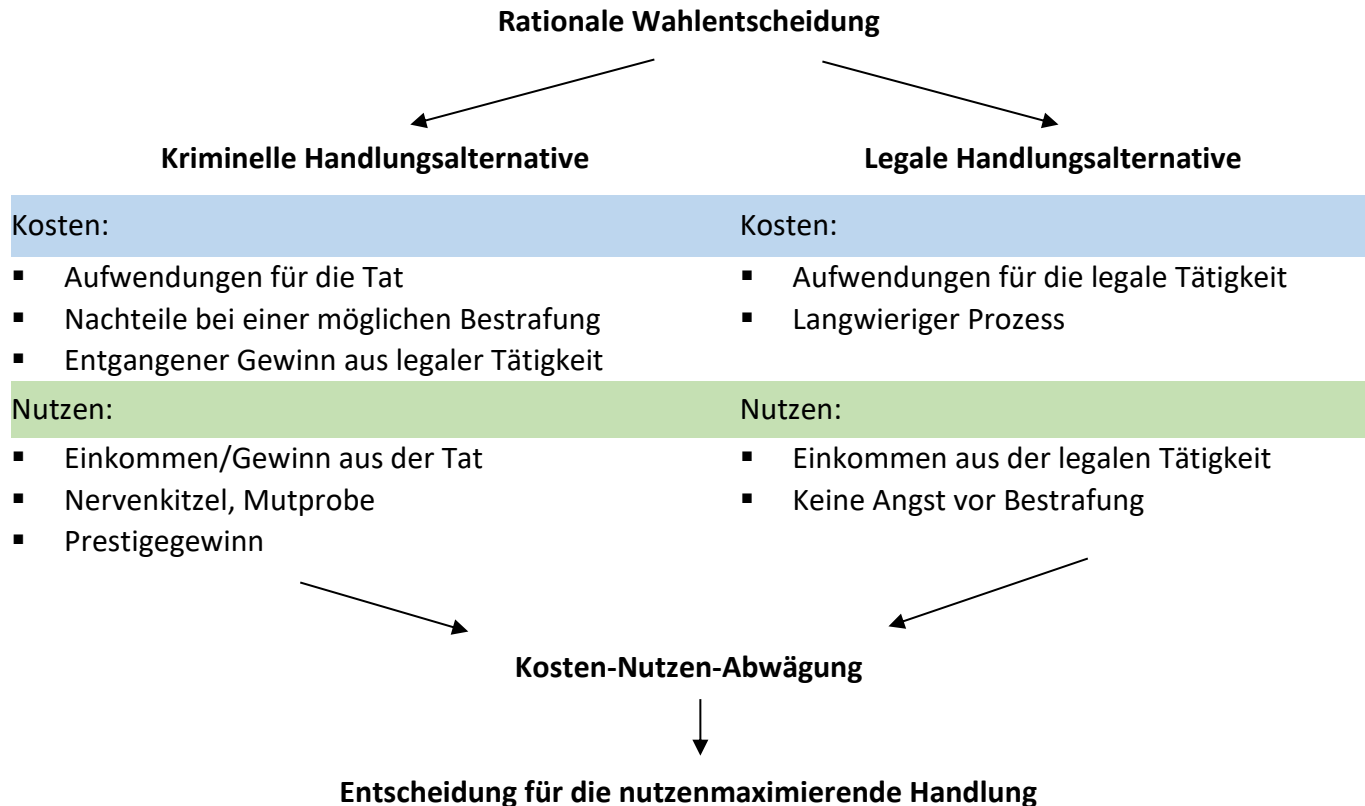 Rationale Wahlentscheidung
Kriminelle Handlungsalternative
Legale Handlungsalternative
Kosten:
Kosten:
▪ Aufwendungen für die Tat
▪ Nachteile bei einer möglichen Bestrafung
▪ Entgangener Gewinn aus legaler Tätigkeit
▪ Aufwendungen für die legale Tätigkeit
▪ Langwieriger Prozess
Nutzen:
Nutzen:
▪ Einkommen/Gewinn aus der Tat
▪ Nervenkitzel, Mutprobe
▪ Prestigegewinn
▪ Einkommen aus der legalen Tätigkeit
▪ Keine Angst vor Bestrafung
Kosten-Nutzen-Abwägung
Entscheidung für die nutzenmaximierende Handlung